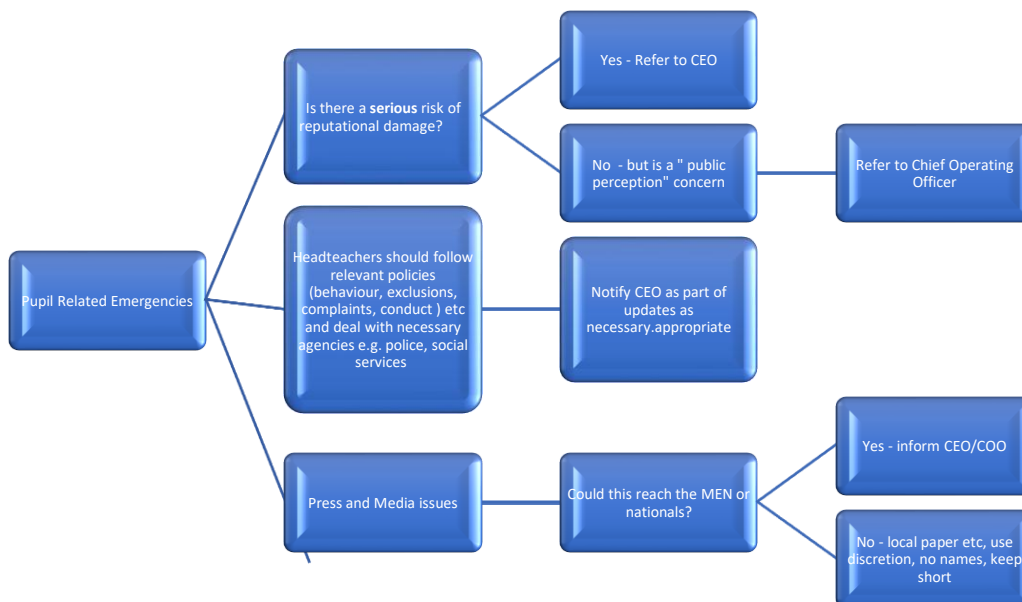 Pupil Related Emergencies
Is there a serious risk of
reputational damage?
Yes - Refer to CEO
No - but is a " public
perception" concern
Refer to Chief Operating
Officer
Headteachers should follow
relevant policies
(behaviour, exclusions,
complaints, conduct ) etc
and deal with necessary
agencies e.g. police, social
services
Notify CEO as part of
updates as
necessary.appropriate
Press and Media issues
Could this reach the MEN or
nationals?
Yes - inform CEO/COO
No - local paper etc, use
discretion, no names, keep
short